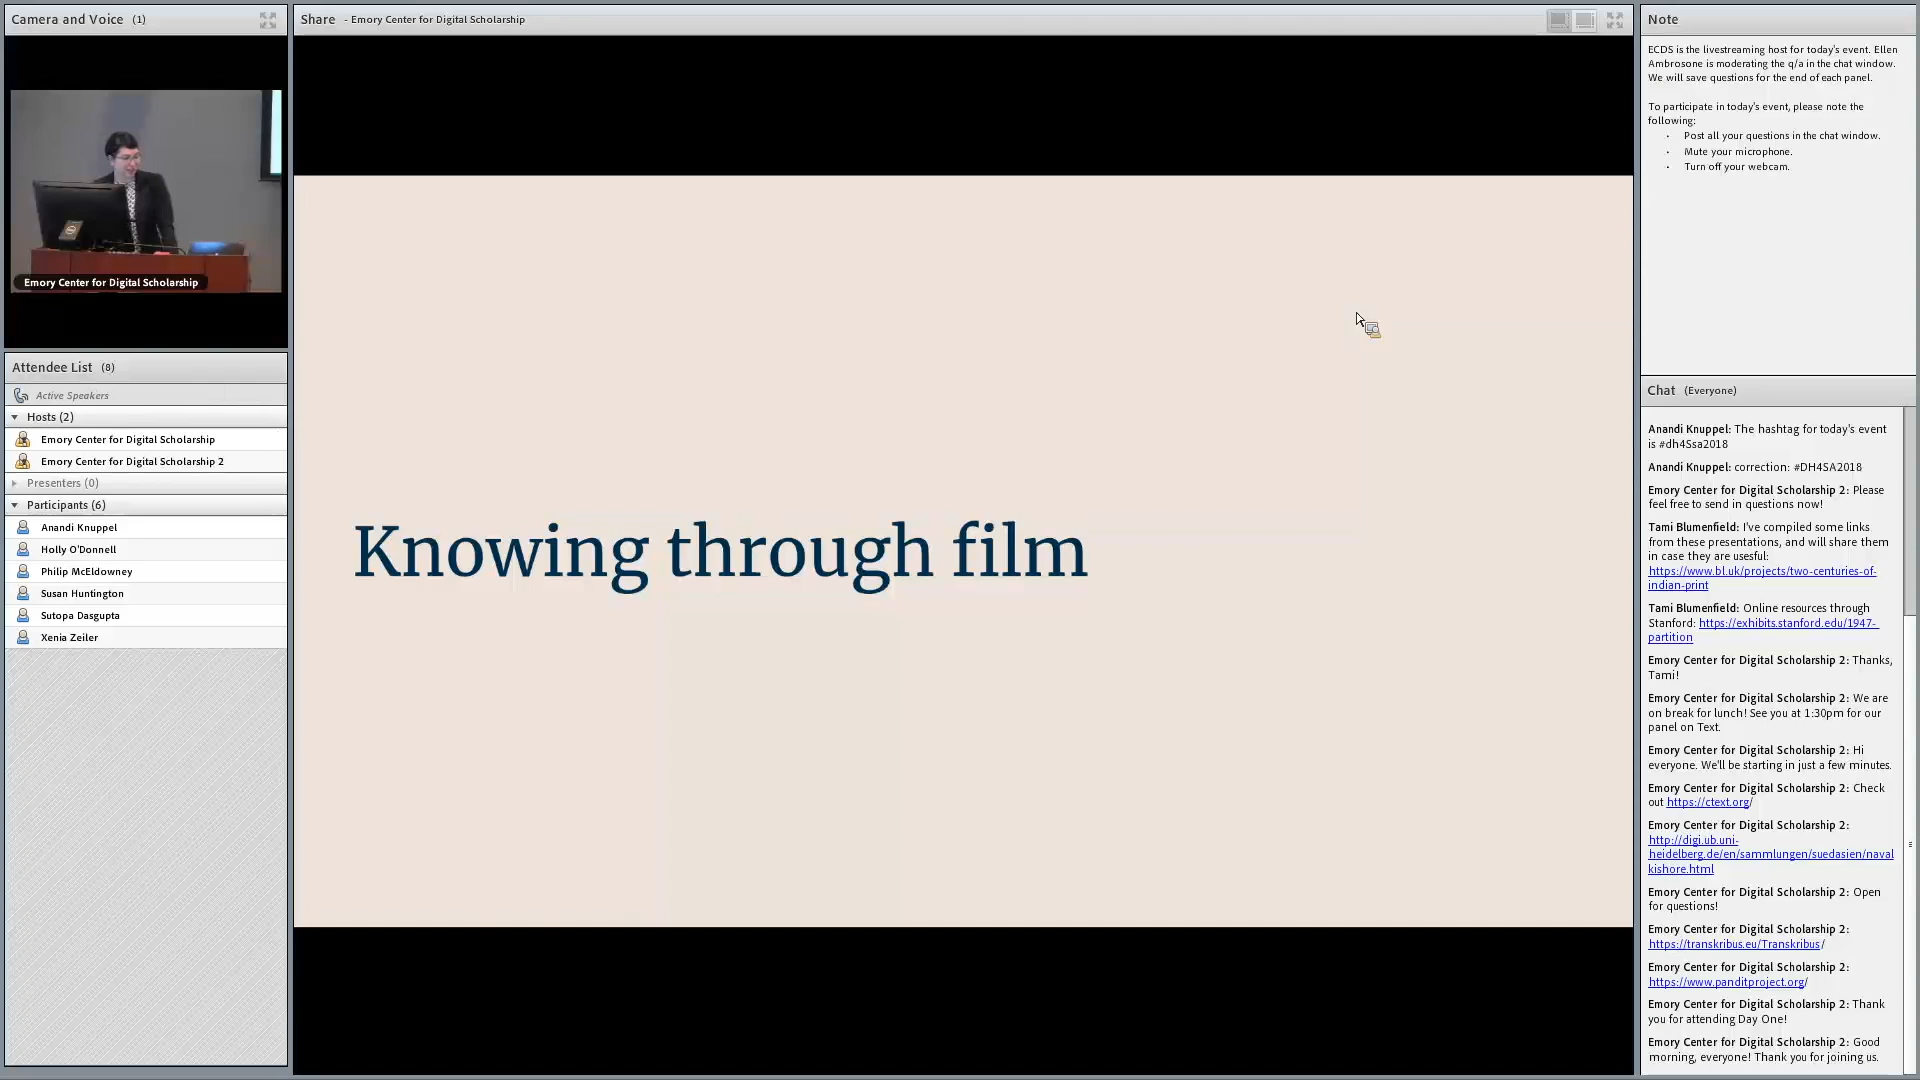 Camera and Voice (1)
Emory Center for Digital Scholarship
Attendee List (8)
Active Speakers
Hosts (2)
Emory Center for Digital Scholarship
Emory Center for Digital Scholarship 2
Presenters (0)
Participants (6)
Anandi Knuppel
Holly O'Donnell
Philip McEldowney
Susan Huntington
Sutopa Dasgupta
Xenia Zeiler
Share - Emory Center for Digital Scholarship
Knowing through film
Note
ECDS is the livestreaming host for today's event. Ellen
Ambrosone is moderating the q/a in the chat window.
We will save questions for the end of each panel.
To participate in today's event, please note the
following:
• Post all your questions in the chat window.
• Mute your microphone.
• Turn off your webcam.
Chat (Everyone)
Anandi Knuppel: The hashtag for today's event
is #dh4Ssa2018
Anandi Knuppel: correction: #DH4SA2018
Emory Center for Digital Scholarship 2: Please
feel free to send in questions now!
Tami Blumenfield: I've compiled some links
from these presentations, and will share them
in case they are usesful:
https://www.bl.uk/projects/two-centuries-of-
indian-print
Tami Blumenfield: Online resources through
Stanford: https://exhibits.stanford.edu/1947-
partition
Emory Center for Digital Scholarship 2: Thanks,
Tami!
Emory Center for Digital Scholarship 2: We are
on break for lunch! See you at 1:30pm for our
panel on Text.
Emory Center for Digital Scholarship 2: Hi
everyone. We'll be starting in just a few minutes.
Emory Center for Digital Scholarship 2: Check
out https://ctext.org/
Emory Center for Digital Scholarship 2:
http://digi.ub.uni-
heidelberg.de/en/sammlungen/suedasien/naval
kishore.html
Emory Center for Digital Scholarship 2: Open
for questions!
Emory Center for Digital Scholarship 2:
https://transkribus.eu/Transkribus/
Emory Center for Digital Scholarship 2:
https://www.panditproject.org/
Emory Center for Digital Scholarship 2: Thank
you for attending Day One!
Emory Center for Digital Scholarship 2: Good
morning, everyone! Thank you for joining us.